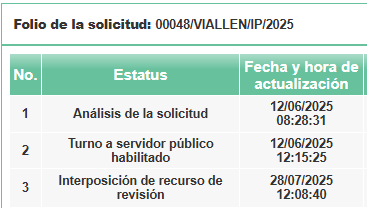 Folio de la solicitud: 00048/VIALLEN/IP/2025
No. Estatus Fecha y hora de
actualización
1 Análisis de la solicitud 12/06/2025
08:28:31
2 Turno a servidor público 12/06/2025
habilitado 12:15:25
3 Interposición de recurso de 28/07/2025
revisión 12:08:40